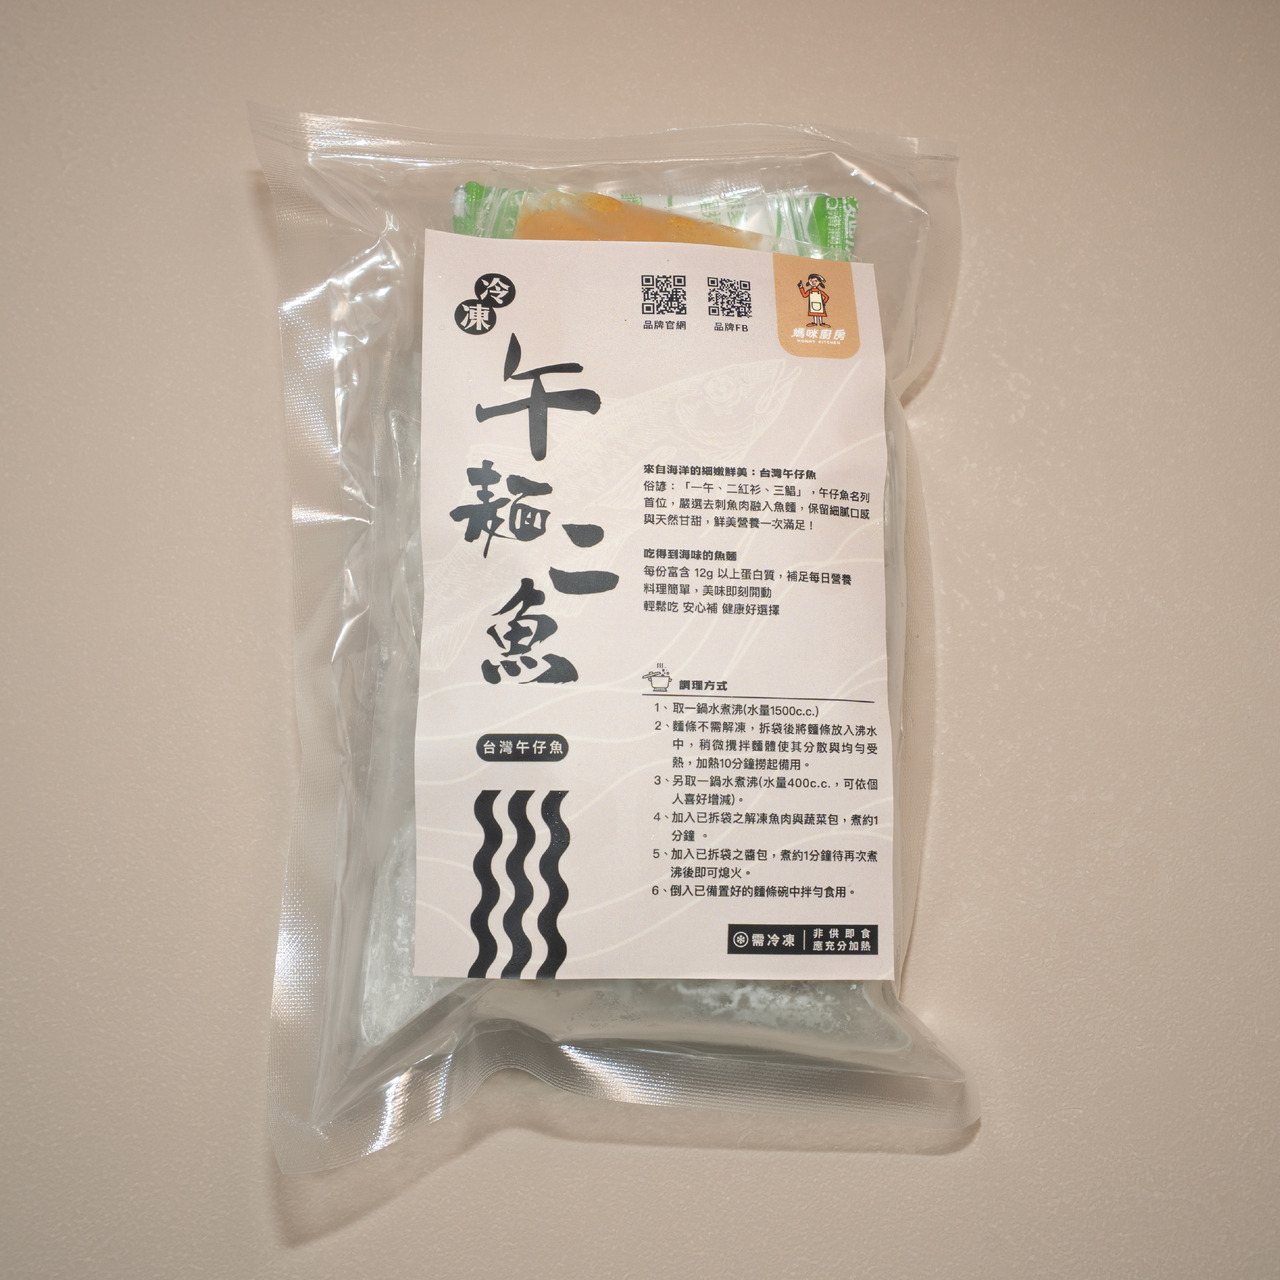 冷凍
午麵二魚
台灣午仔魚
品牌官網
品牌FB
媽咪廚房
MAMMY KITCHEN
來自海洋的細嫩鮮美：台灣午仔魚
俗諺：「一午、二紅衫、三鯧」，午仔魚名列
首位，嚴選去刺魚肉融入魚麵，保留細膩口感
與天然甘甜，鮮美營養一次滿足！
吃得到海味的魚麵
每份富含 12g 以上蛋白質，補足每日營養
料理簡單，美味即刻開動
輕鬆吃 安心補 健康好選擇
調理方式
1、取一鍋水煮沸(水量1500c.c.)
2、麵條不需解凍，拆袋後將麵條放入沸水
中，稍微攪拌麵體使其分散與均勻受
熱，加熱10分鐘撈起備用。
3、另取一鍋水煮沸(水量400c.c.，可依個
人喜好增減)。
4、加入已拆袋之解凍魚肉與蔬菜包，煮約1
分鐘 。
5、加入已拆袋之醬包，煮約1分鐘待再次煮
沸後即可熄火。
6、倒入已備置好的麵條碗中拌勻食用。
需冷凍
非供即食
應充分加熱